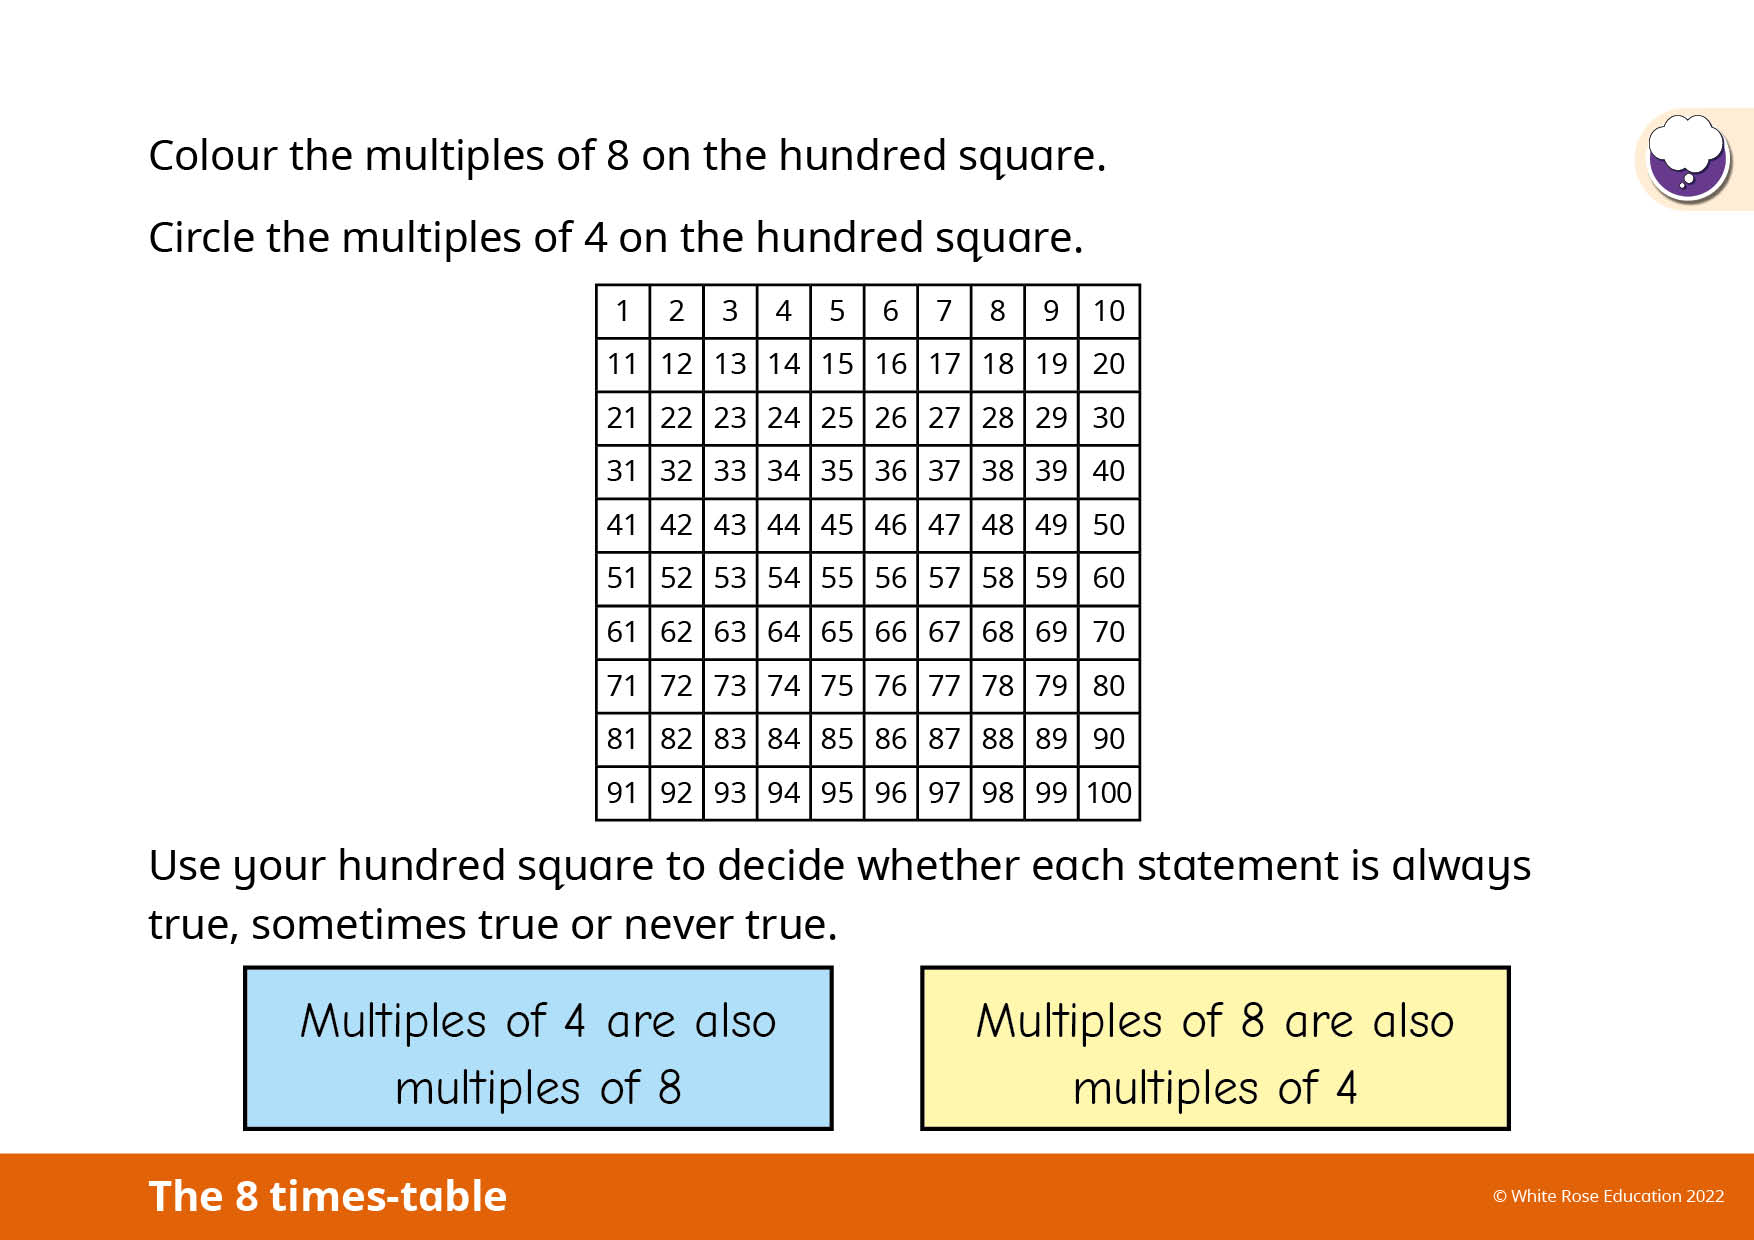 Colour the multiples of 8 on the hundred square.
Circle the multiples of 4 on the hundred square.
1 2 3 4 5 6 7 8 9 10
11 12 13 14 15 16 17 18 19 20
21 22 23 24 25 26 27 28 29 30
31 32 33 34 35 36 37 38 39 40
41 42 43 44 45 46 47 48 49 50
51 52 53 54 55 56 57 58 59 60
61 62 63 64 65 66 67 68 69 70
71 72 73 74 75 76 77 78 79 80
81 82 83 84 85 86 87 88 89 90
91 92 93 94 95 96 97 98 99 100
Use your hundred square to decide whether each statement is always
true, sometimes true or never true.
Multiples of 4 are also
multiples of 8
Multiples of 8 are also
multiples of 4
The 8 times-table
© White Rose Education 2022